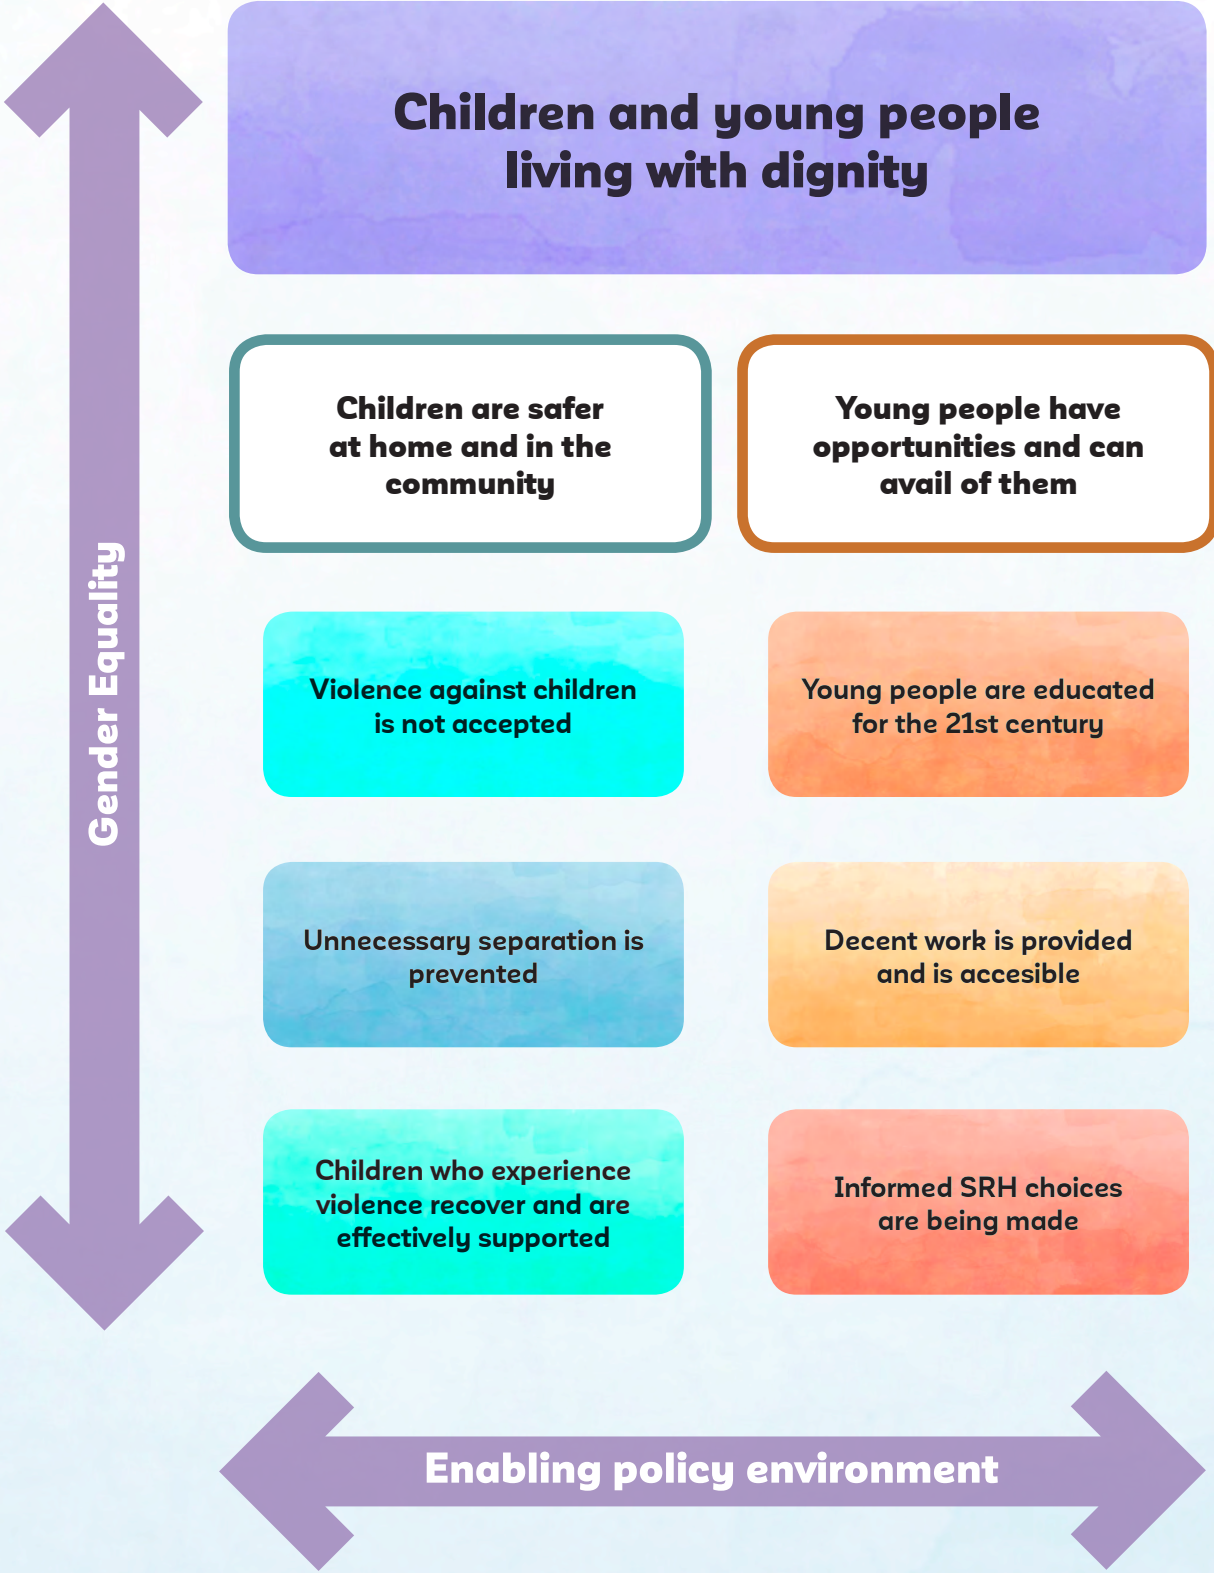 Children and young people
living with dignity
Children are safer
at home and in the
community
Young people have
opportunities and can
avail of them
Gender Equality
Violence against children
is not accepted
Young people are educated
for the 21st century
Unnecessary separation is
prevented
Decent work is provided
and is accesible
Children who experience
violence recover and are
effectively supported
Informed SRH choices
are being made
Enabling policy environment